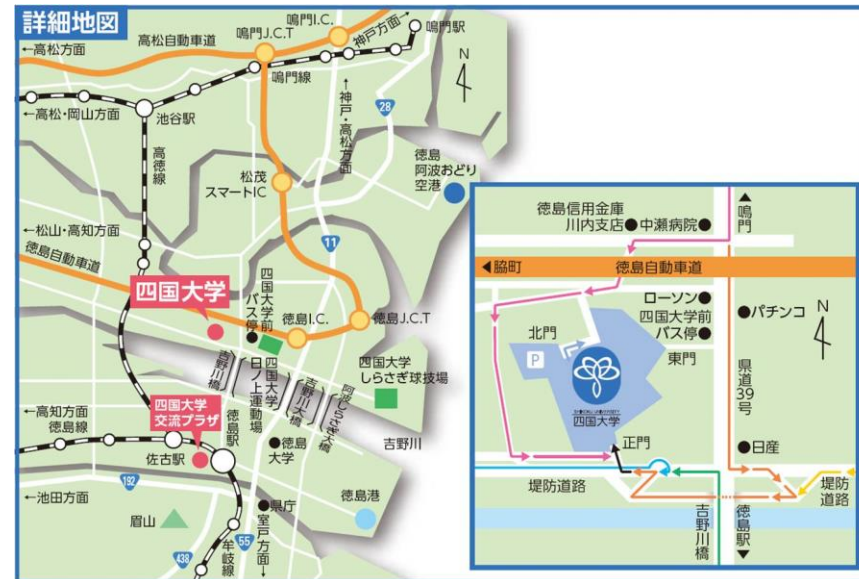 詳細地図
←高松方面
高松自動車道
鳴門J.C.T
鳴門I.C.
神戸方面→
鳴門駅
鳴門線
N
←高松・岡山方面
池谷駅
高徳線
↑神戸・高松方面
28
松茂
スマートIC
徳島
阿波おどり
空港
←松山・高知方面
徳島自動車道
11
四国大学
四国大学前
バス停
徳島I.C.
徳島J.C.T
吉野川橋
四国大学
日ノ上運動場
吉野川大橋
阿波しらさぎ大橋
四国大学
しらさぎ球技場
吉野川
←高知方面
徳島線
四国大学
交流プラザ
徳島駅
佐古駅
徳島
大学
192
←池田方面
県庁
徳島港
眉山
室戸方面→
55
牟岐線
438
徳島信用金庫
川内支店
中瀬病院
▲鳴門
◀脇町
徳島自動車道
ローソン
四国大学前
バス停
パチンコ
N
北門
P
東門
県道39号
四国大学
正門
日産
堤防道路
堤防
道路
吉野川橋
徳島駅▼